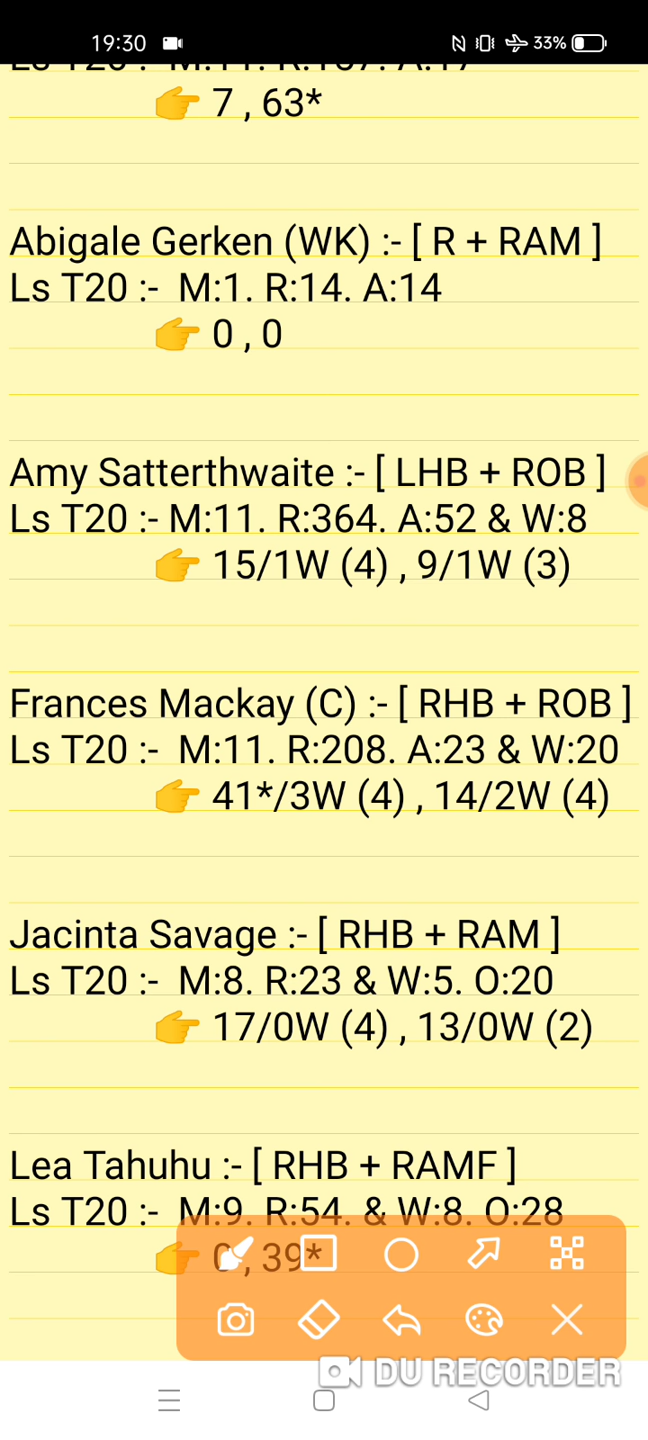 19:30 33%
👉 7 , 63*
Abigale Gerken (WK) :- [ R + RAM ]
Ls T20 :- M:1. R:14. A:14
👉 0 , 0
Amy Satterthwaite :- [ LHB + ROB ]
Ls T20 :- M:11. R:364. A:52 & W:8
👉 15/1W (4) , 9/1W (3)
Frances Mackay (C) :- [ RHB + ROB ]
Ls T20 :- M:11. R:208. A:23 & W:20
👉 41*/3W (4) , 14/2W (4)
Jacinta Savage :- [ RHB + RAM ]
Ls T20 :- M:8. R:23 & W:5. O:20
👉 17/0W (4) , 13/0W (2)
Lea Tahuhu :- [ RHB + RAMF ]
Ls T20 :- M:9. R:54. & W:8. O:28
👉 , 39*
DU RECORDER